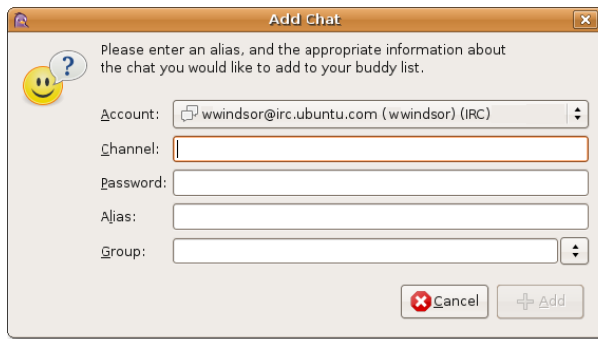 Add Chat
Please enter an alias, and the appropriate information about
the chat you would like to add to your buddy list.
Account: wwindsor@irc.ubuntu.com (wwindsor) (IRC)
Channel:
Password:
Alias:
Group:
Cancel Add